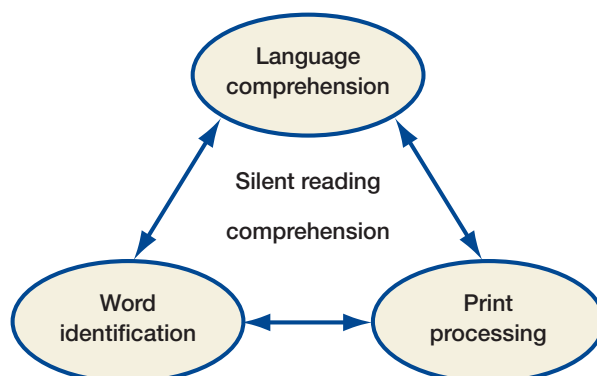 Language
comprehension
Silent reading
comprehension
Word
identification
Print
processing